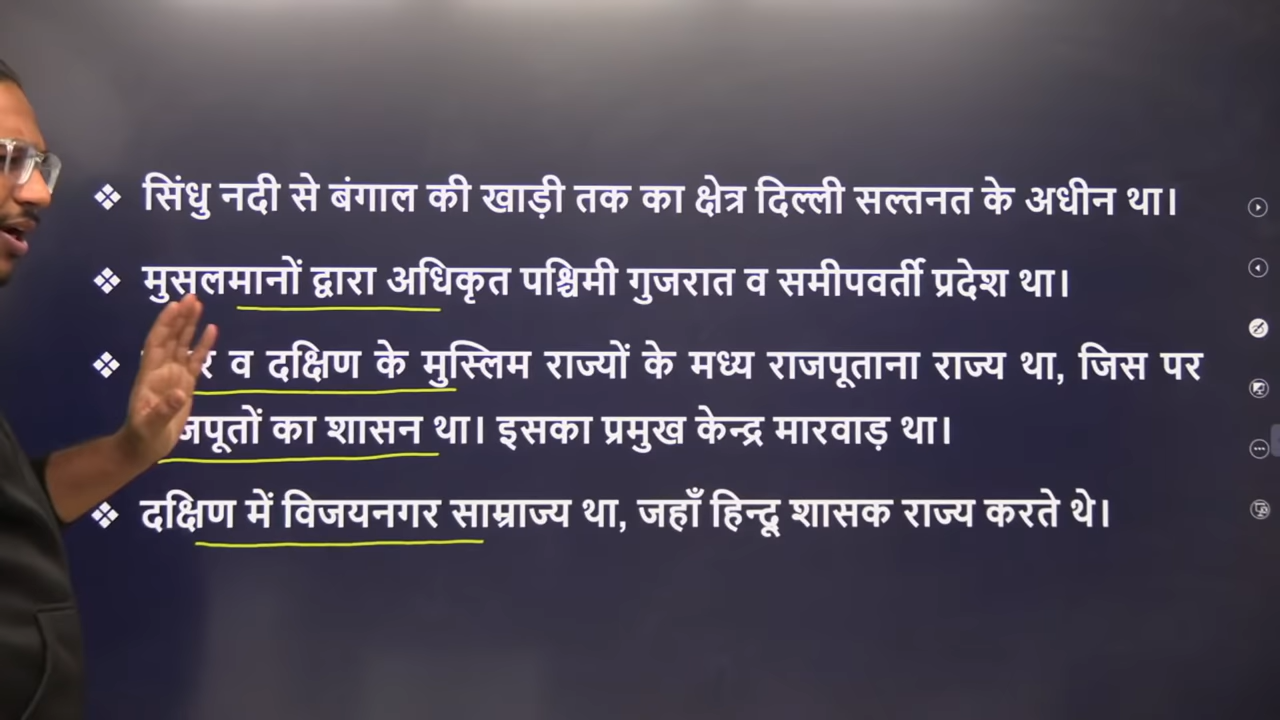 ❖ सिंधु नदी से बंगाल की खाड़ी तक का क्षेत्र दिल्ली सल्तनत के अधीन था।
❖ मुसलमानों द्वारा अधिकृत पश्चिमी गुजरात व समीपवर्ती प्रदेश था।
❖ व दक्षिण के मुस्लिम राज्यों के मध्य राजपूताना राज्य था, जिस पर
का शासन था। इसका प्रमुख केन्द्र मारवाड़ था।
❖ दक्षिण में विजयनगर साम्राज्य था, जहाँ हिन्दू शासक राज्य करते थे।